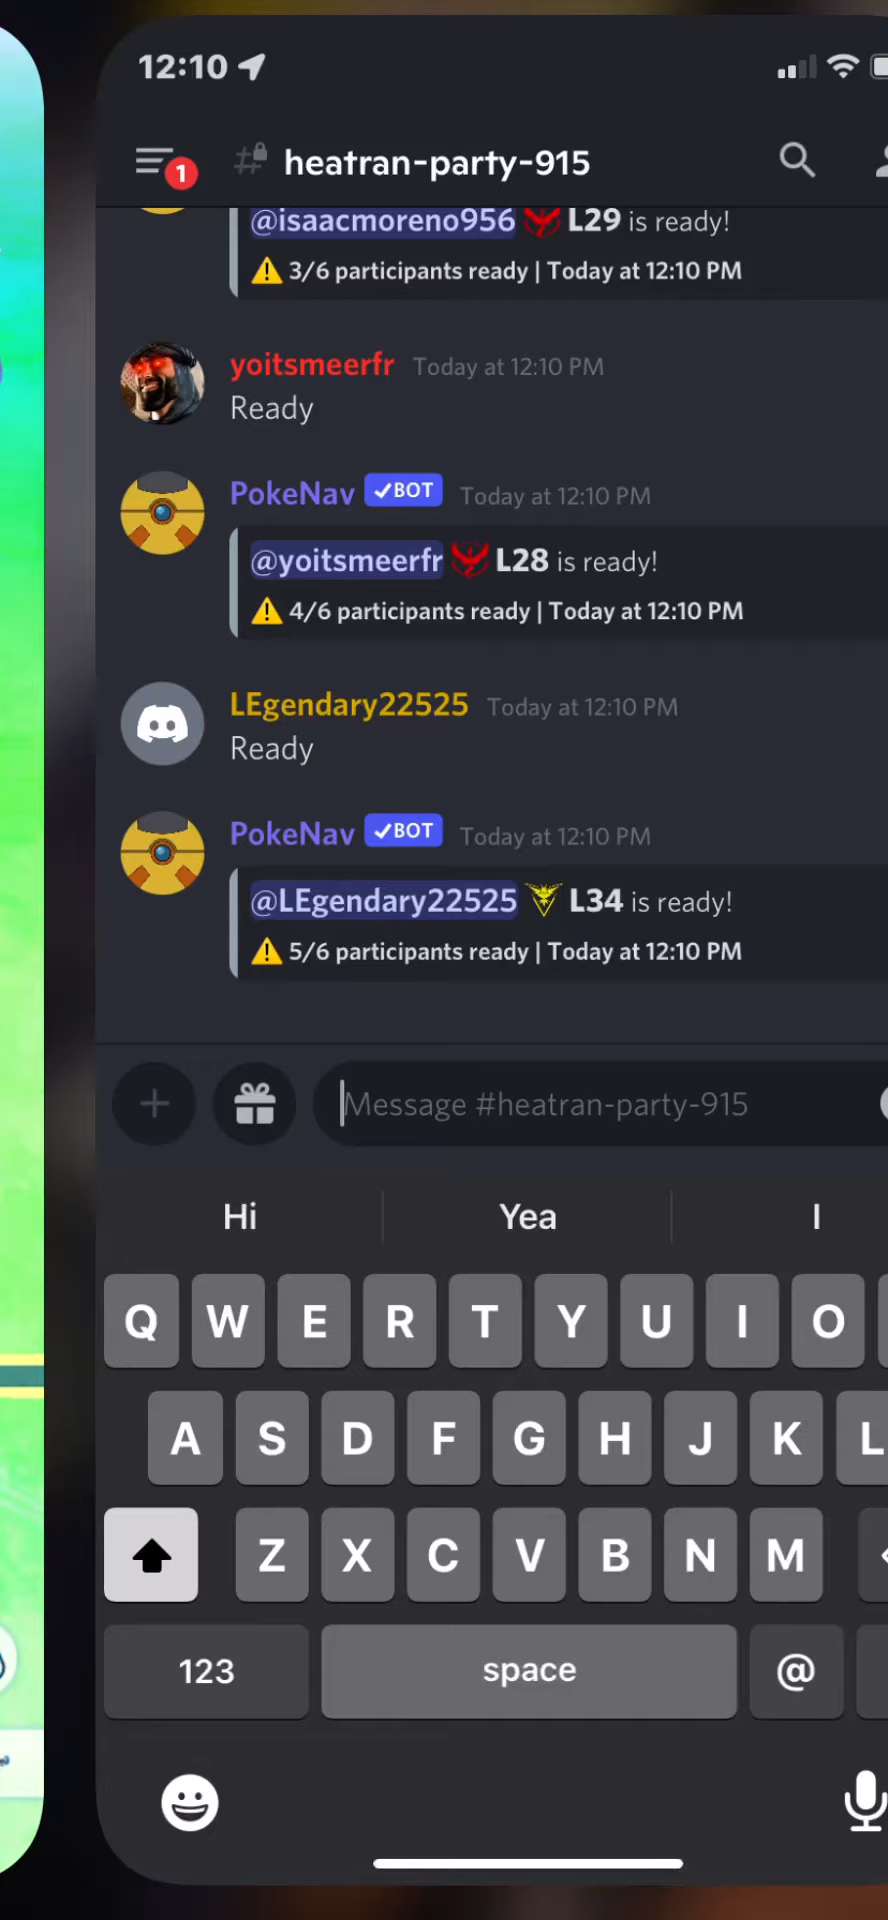 12:10
1
heatran-party-915
@isaacmoreno956 L29 is ready!
3/6 participants ready | Today at 12:10 PM
yoitsmeerfr Today at 12:10 PM
Ready
PokeNav ✓BOT Today at 12:10 PM
@yoitsmeerfr L28 is ready!
4/6 participants ready | Today at 12:10 PM
LEgendary22525 Today at 12:10 PM
Ready
PokeNav ✓BOT Today at 12:10 PM
@LEgendary22525 L34 is ready!
5/6 participants ready | Today at 12:10 PM
Message #heatran-party-915
Hi Yea I
Q W E R T Y U I O
A S D F G H J K L
Z X C V B N M
123 space @